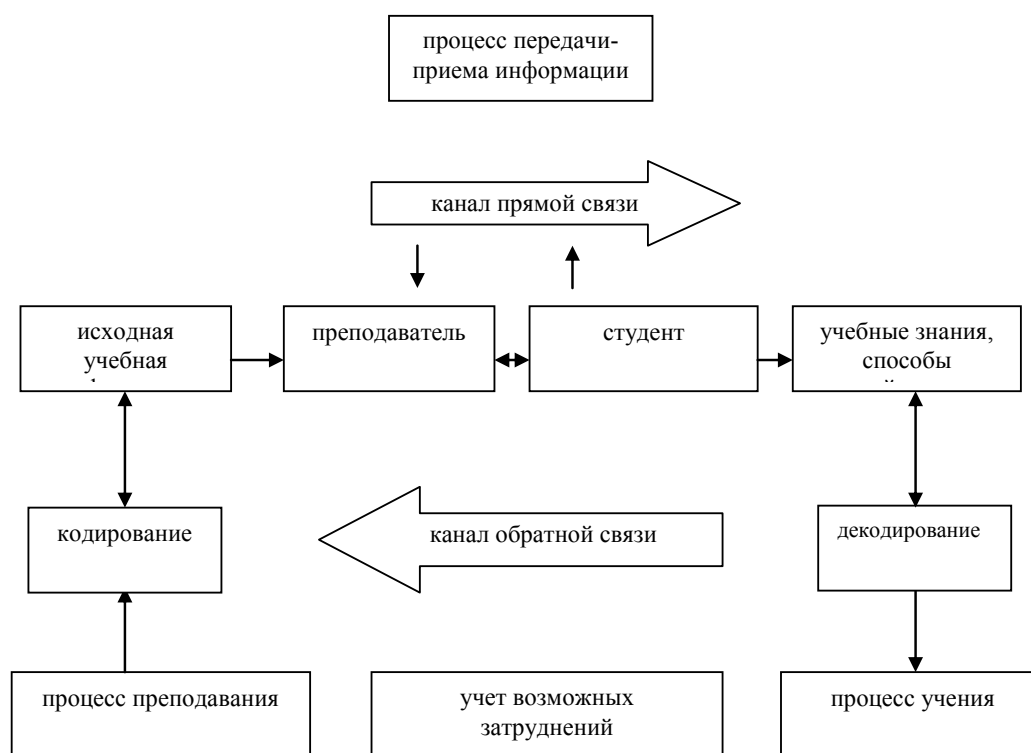 процесс передачи-
приема информации
канал прямой связи
исходная
учебная
преподаватель
студент
учебные знания,
способы
кодирование
канал обратной связи
декодирование
процесс преподавания
учет возможных
затруднений
процесс учения